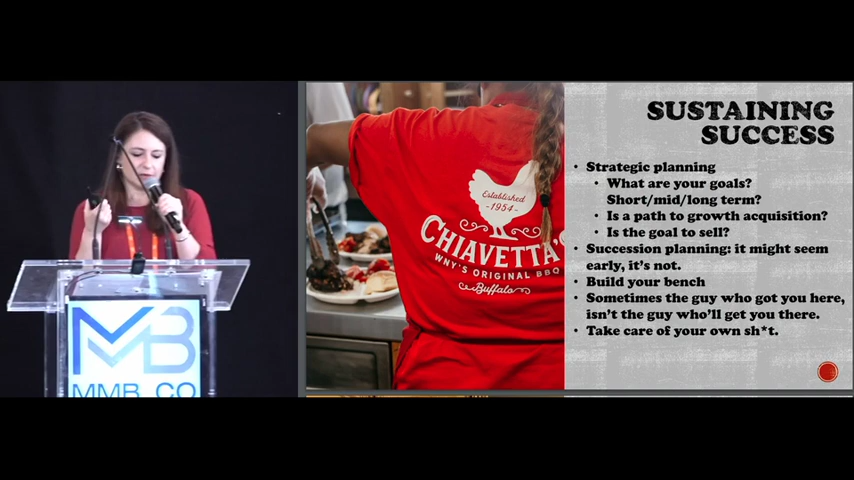 SUSTAINING
SUCCESS
• Strategic planning
• What are your goals?
Short/mid/long term?
• Is a path to growth acquisition?
• Is the goal to sell?
• Succession planning: it might seem
early, it's not.
• Build your bench
• Sometimes the guy who got you here,
isn't the guy who'll get you there.
• Take care of your own sh*t.
Established
-1954-
CHIAVETTA'S
WNY'S ORIGINAL BBQ
Buffalo
MMB CO